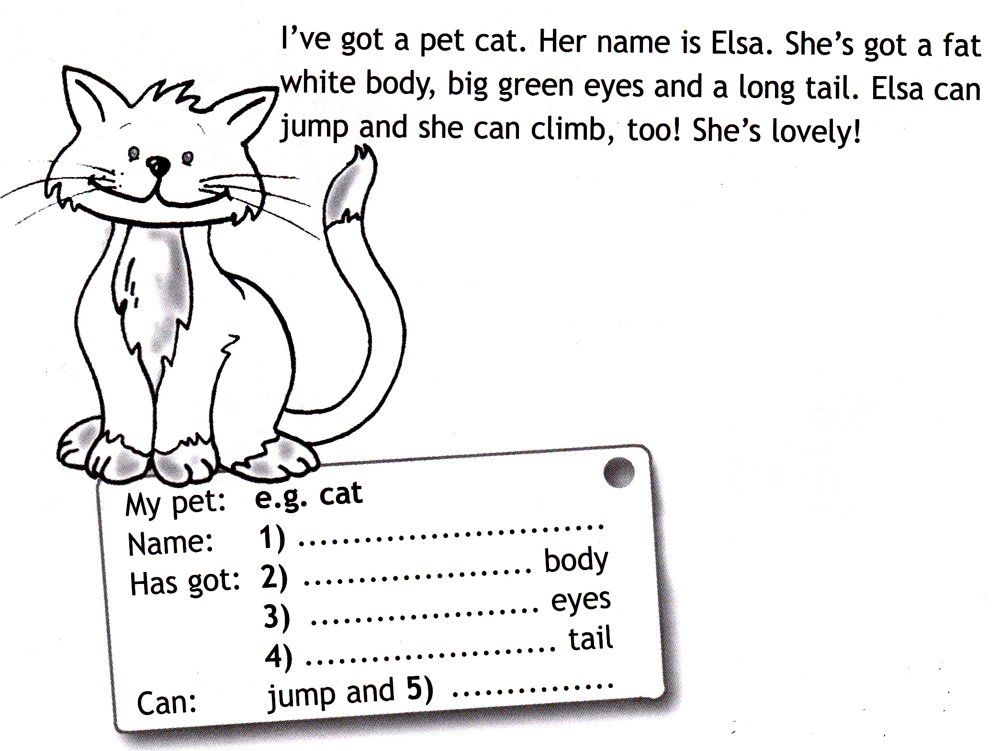 I've got a pet cat. Her name is Elsa. She's got a fat
white body, big green eyes and a long tail. Elsa can
jump and she can climb, too! She's lovely!
My pet: e.g. cat
Name: 1) ............................
Has got: 2) ..................... body
3) ..................... eyes
4) ....................... tail
Can: jump and 5) ...............